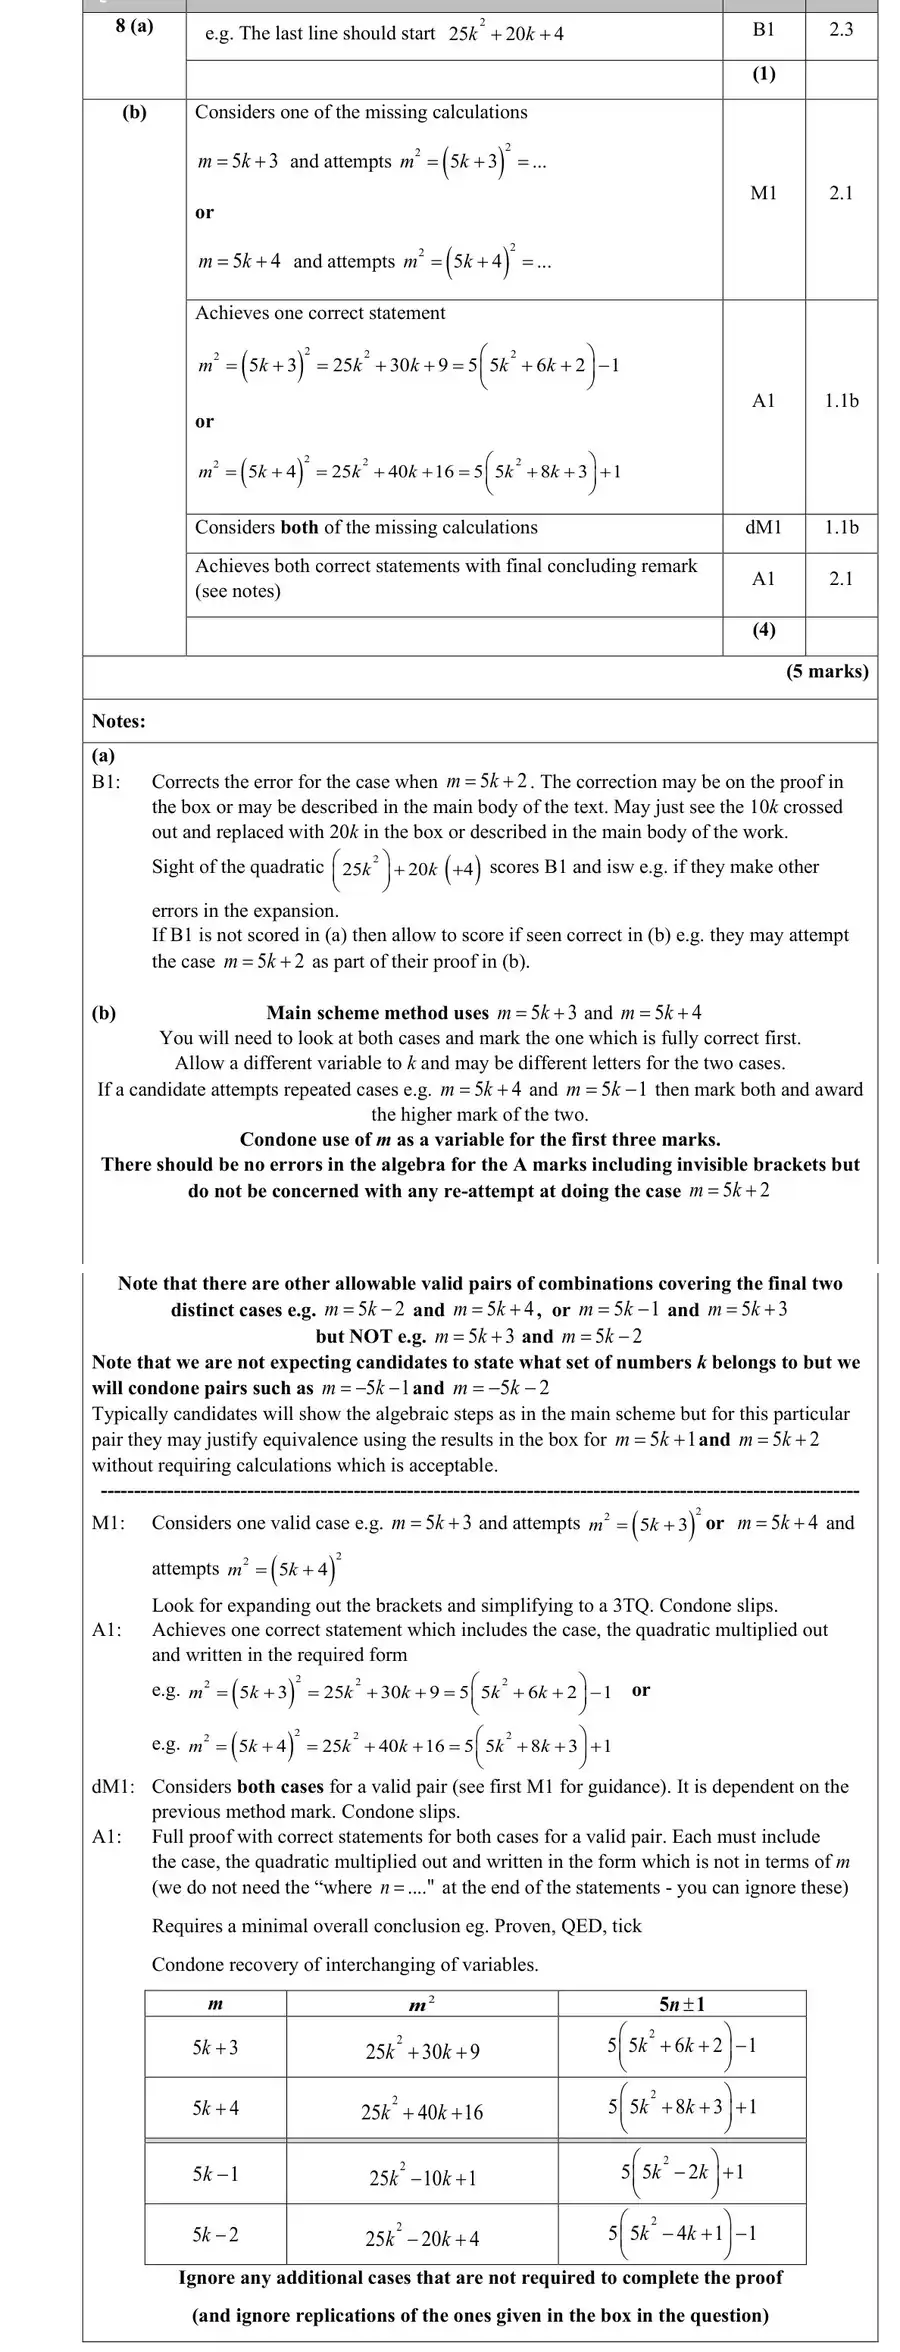 8 (a) e.g. The last line should start 25k² + 20k + 4 B1 2.3
(1)
(b) Considers one of the missing calculations
m = 5k + 3 and attempts m² = (5k + 3)² = ...
M1 2.1
or
m = 5k + 4 and attempts m² = (5k + 4)² = ...
Achieves one correct statement
m² = (5k + 3)² = 25k² + 30k + 9 = 5(5k² + 6k + 2) − 1
A1 1.1b
or
m² = (5k + 4)² = 25k² + 40k + 16 = 5(5k² + 8k + 3) + 1
Considers both of the missing calculations dM1 1.1b
Achieves both correct statements with final concluding remark
(see notes) A1 2.1
(4)
(5 marks)
Notes:
(a)
B1: Corrects the error for the case when m = 5k + 2. The correction may be on the proof in
the box or may be described in the main body of the text. May just see the 10k crossed
out and replaced with 20k in the box or described in the main body of the work.
Sight of the quadratic (25k²) + 20k (+4) scores B1 and isw e.g. if they make other
errors in the expansion.
If B1 is not scored in (a) then allow to score if seen correct in (b) e.g. they may attempt
the case m = 5k + 2 as part of their proof in (b).
(b) Main scheme method uses m = 5k + 3 and m = 5k + 4
You will need to look at both cases and mark the one which is fully correct first.
Allow a different variable to k and may be different letters for the two cases.
If a candidate attempts repeated cases e.g. m = 5k + 4 and m = 5k − 1 then mark both and award
the higher mark of the two.
Condone use of m as a variable for the first three marks.
There should be no errors in the algebra for the A marks including invisible brackets but
do not be concerned with any re-attempt at doing the case m = 5k + 2
Note that there are other allowable valid pairs of combinations covering the final two
distinct cases e.g. m = 5k − 2 and m = 5k + 4, or m = 5k − 1 and m = 5k + 3
but NOT e.g. m = 5k + 3 and m = 5k − 2
Note that we are not expecting candidates to state what set of numbers k belongs to but we
will condone pairs such as m = −5k − 1 and m = −5k − 2
Typically candidates will show the algebraic steps as in the main scheme but for this particular
pair they may justify equivalence using the results in the box for m = 5k + 1 and m = 5k + 2
without requiring calculations which is acceptable.
M1: Considers one valid case e.g. m = 5k + 3 and attempts m² = (5k + 3)² or m = 5k + 4 and
attempts m² = (5k + 4)²
Look for expanding out the brackets and simplifying to a 3TQ. Condone slips.
A1: Achieves one correct statement which includes the case, the quadratic multiplied out
and written in the required form
e.g. m² = (5k + 3)² = 25k² + 30k + 9 = 5(5k² + 6k + 2) − 1 or
e.g. m² = (5k + 4)² = 25k² + 40k + 16 = 5(5k² + 8k + 3) + 1
dM1: Considers both cases for a valid pair (see first M1 for guidance). It is dependent on the
previous method mark. Condone slips.
A1: Full proof with correct statements for both cases for a valid pair. Each must include
the case, the quadratic multiplied out and written in the form which is not in terms of m
(we do not need the “where n = ...." at the end of the statements - you can ignore these)
Requires a minimal overall conclusion eg. Proven, QED, tick
Condone recovery of interchanging of variables.
m m² 5n ± 1
5k + 3 25k² + 30k + 9 5(5k² + 6k + 2) − 1
5k + 4 25k² + 40k + 16 5(5k² + 8k + 3) + 1
5k − 1 25k² − 10k + 1 5(5k² − 2k) + 1
5k − 2 25k² − 20k + 4 5(5k² − 4k + 1) − 1
Ignore any additional cases that are not required to complete the proof
(and ignore replications of the ones given in the box in the question)